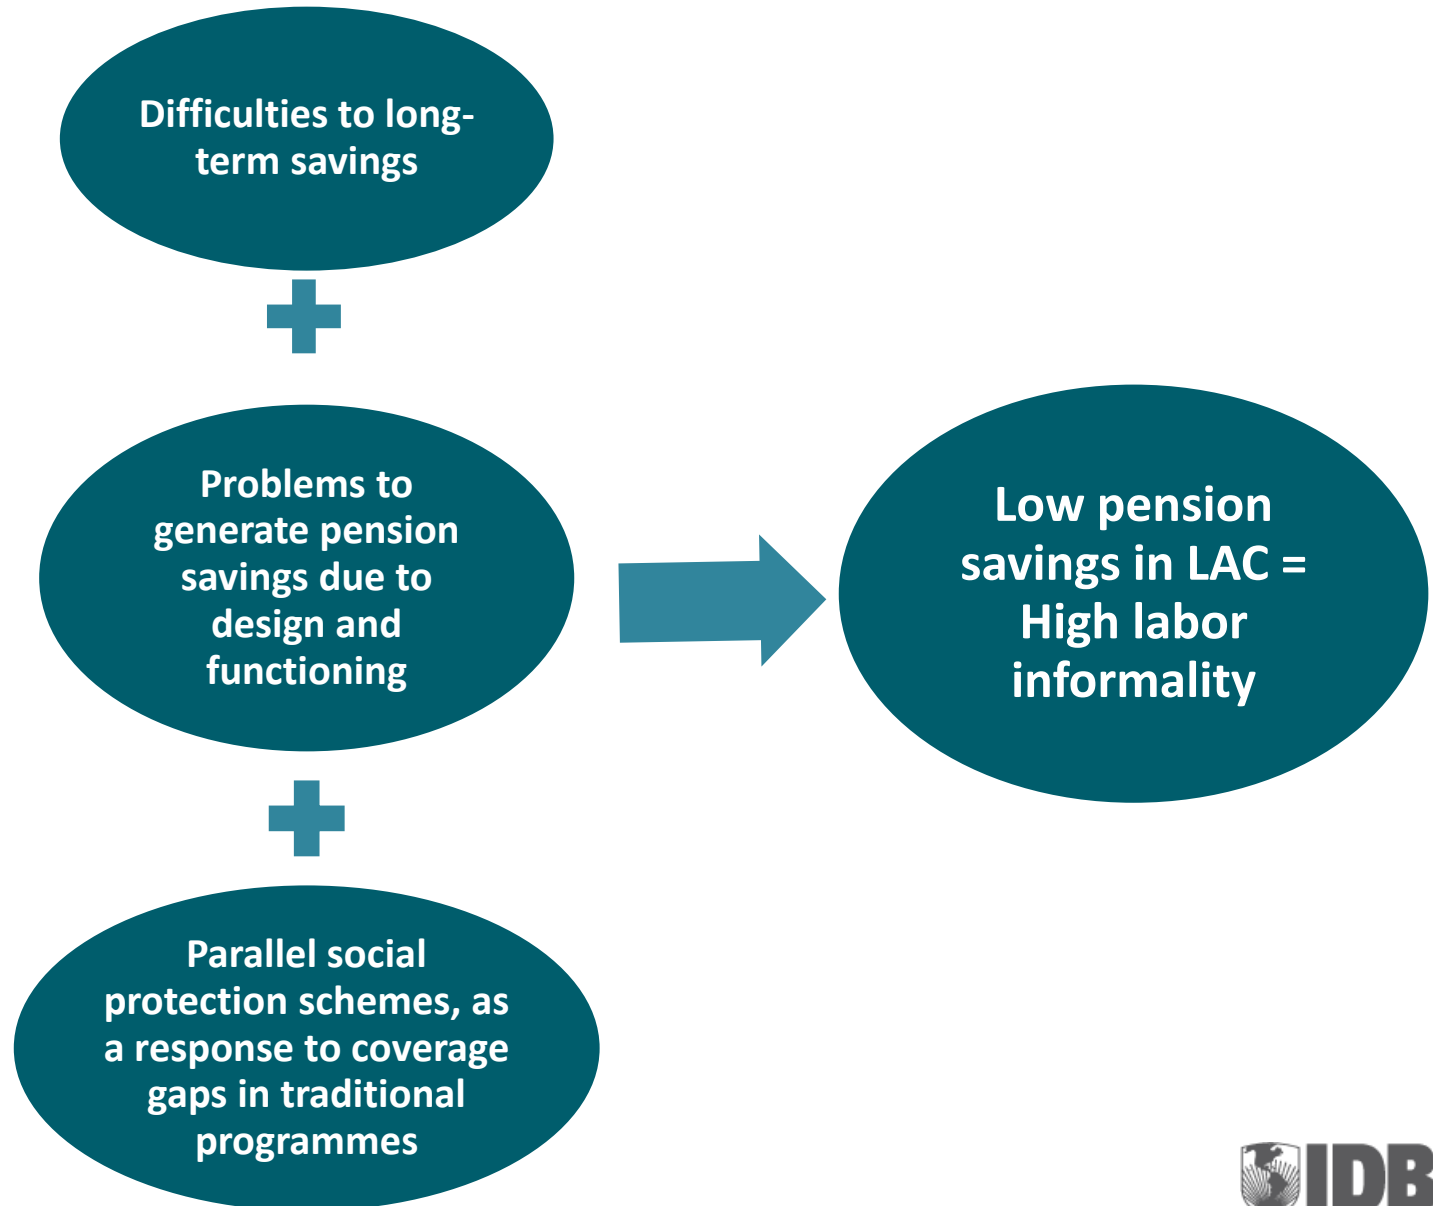 Difficulties to long-
term savings
Problems to
generate pension
savings due to
design and
functioning
Parallel social
protection schemes, as
a response to coverage
gaps in traditional
programmes
Low pension
savings in LAC =
High labor
informality
IDB